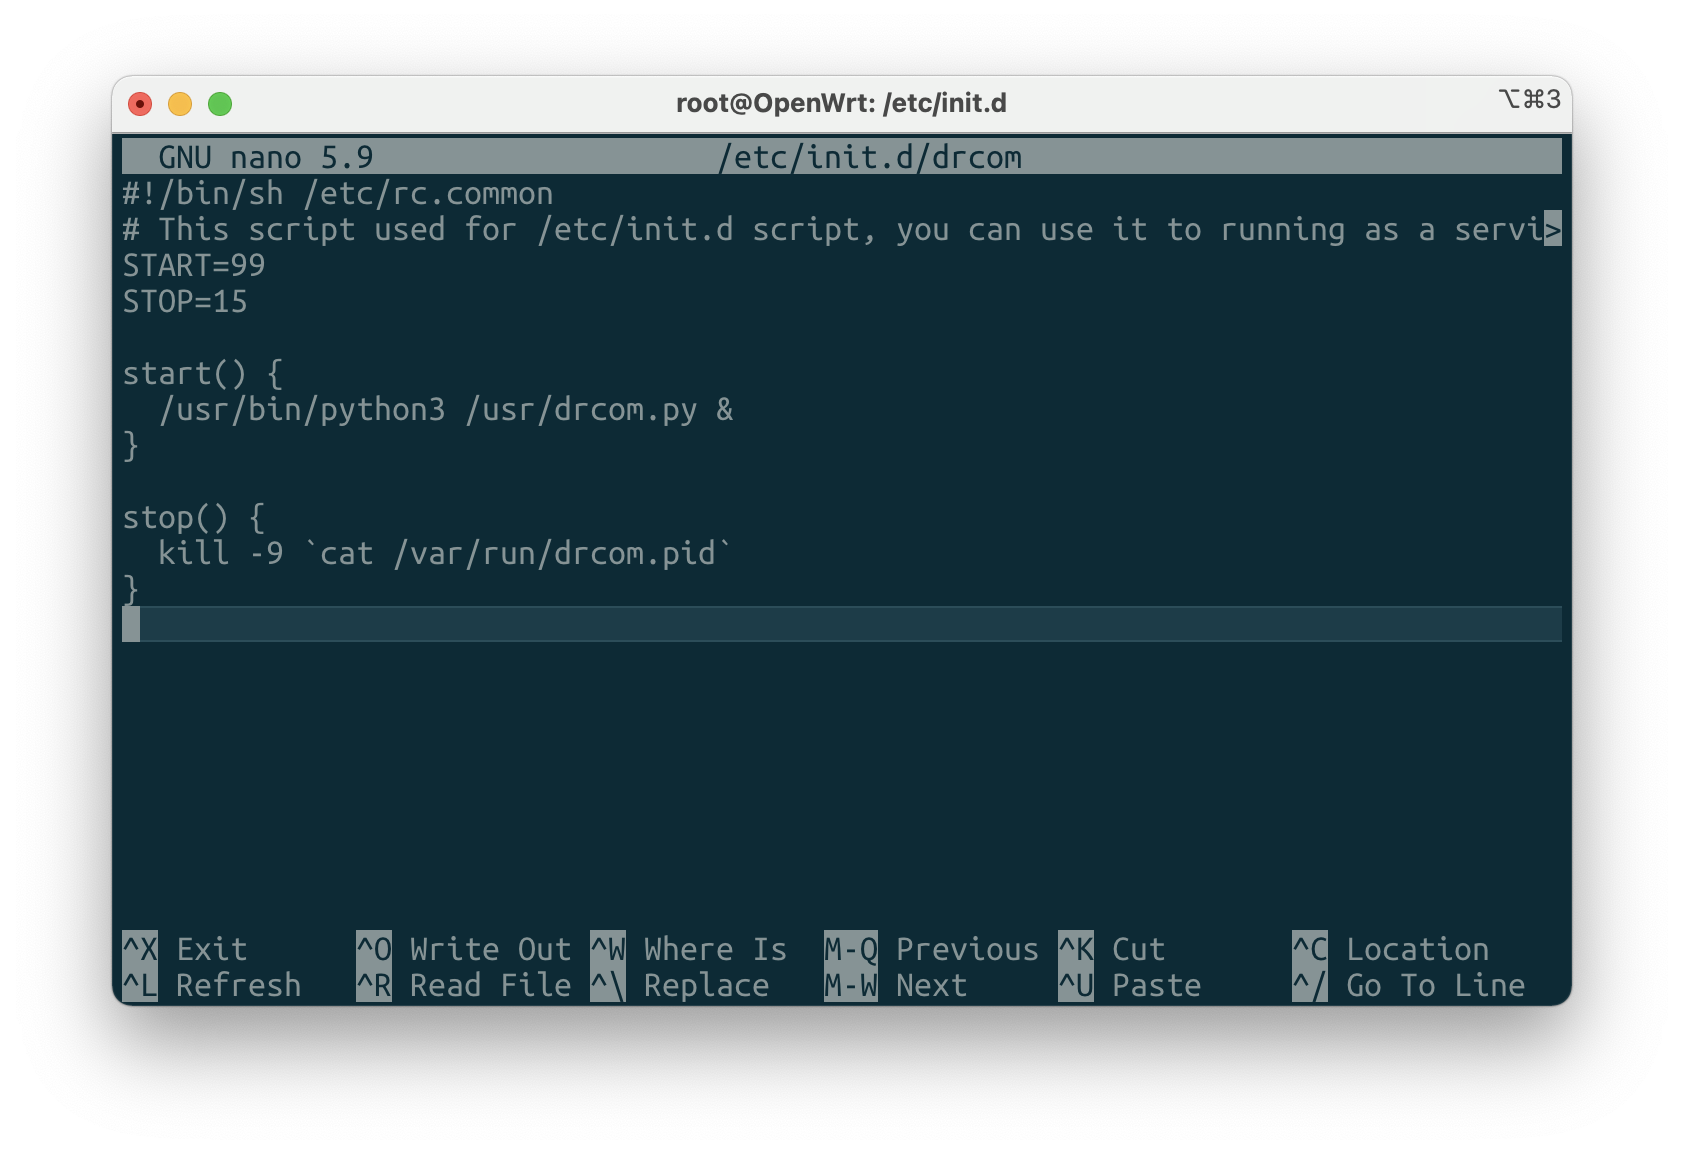 root@OpenWrt: /etc/init.d
⌥⌘3
GNU nano 5.9 /etc/init.d/drcom
#!/bin/sh /etc/rc.common
# This script used for /etc/init.d script, you can use it to running as a servi>
START=99
STOP=15
start() {
  /usr/bin/python3 /usr/drcom.py &
}
stop() {
  kill -9 `cat /var/run/drcom.pid`
}
^X Exit ^O Write Out ^W Where Is M-Q Previous ^K Cut ^C Location
^L Refresh ^R Read File ^\ Replace M-W Next ^U Paste ^/ Go To Line